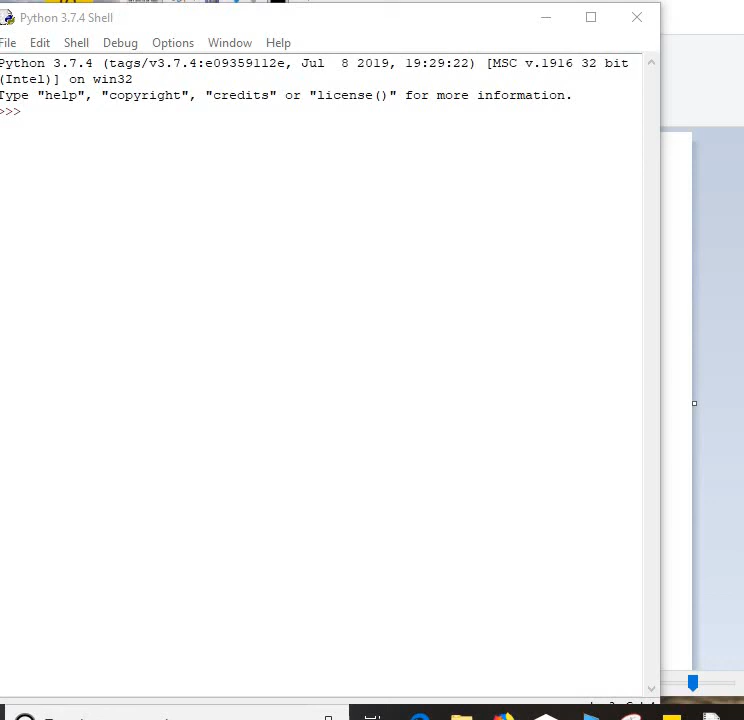 Python 3.7.4 Shell
File Edit Shell Debug Options Window Help
Python 3.7.4 (tags/v3.7.4:e09359112e, Jul 8 2019, 19:29:22) [MSC v.1916 32 bit
(Intel)] on win32
Type "help", "copyright", "credits" or "license()" for more information.
>>>